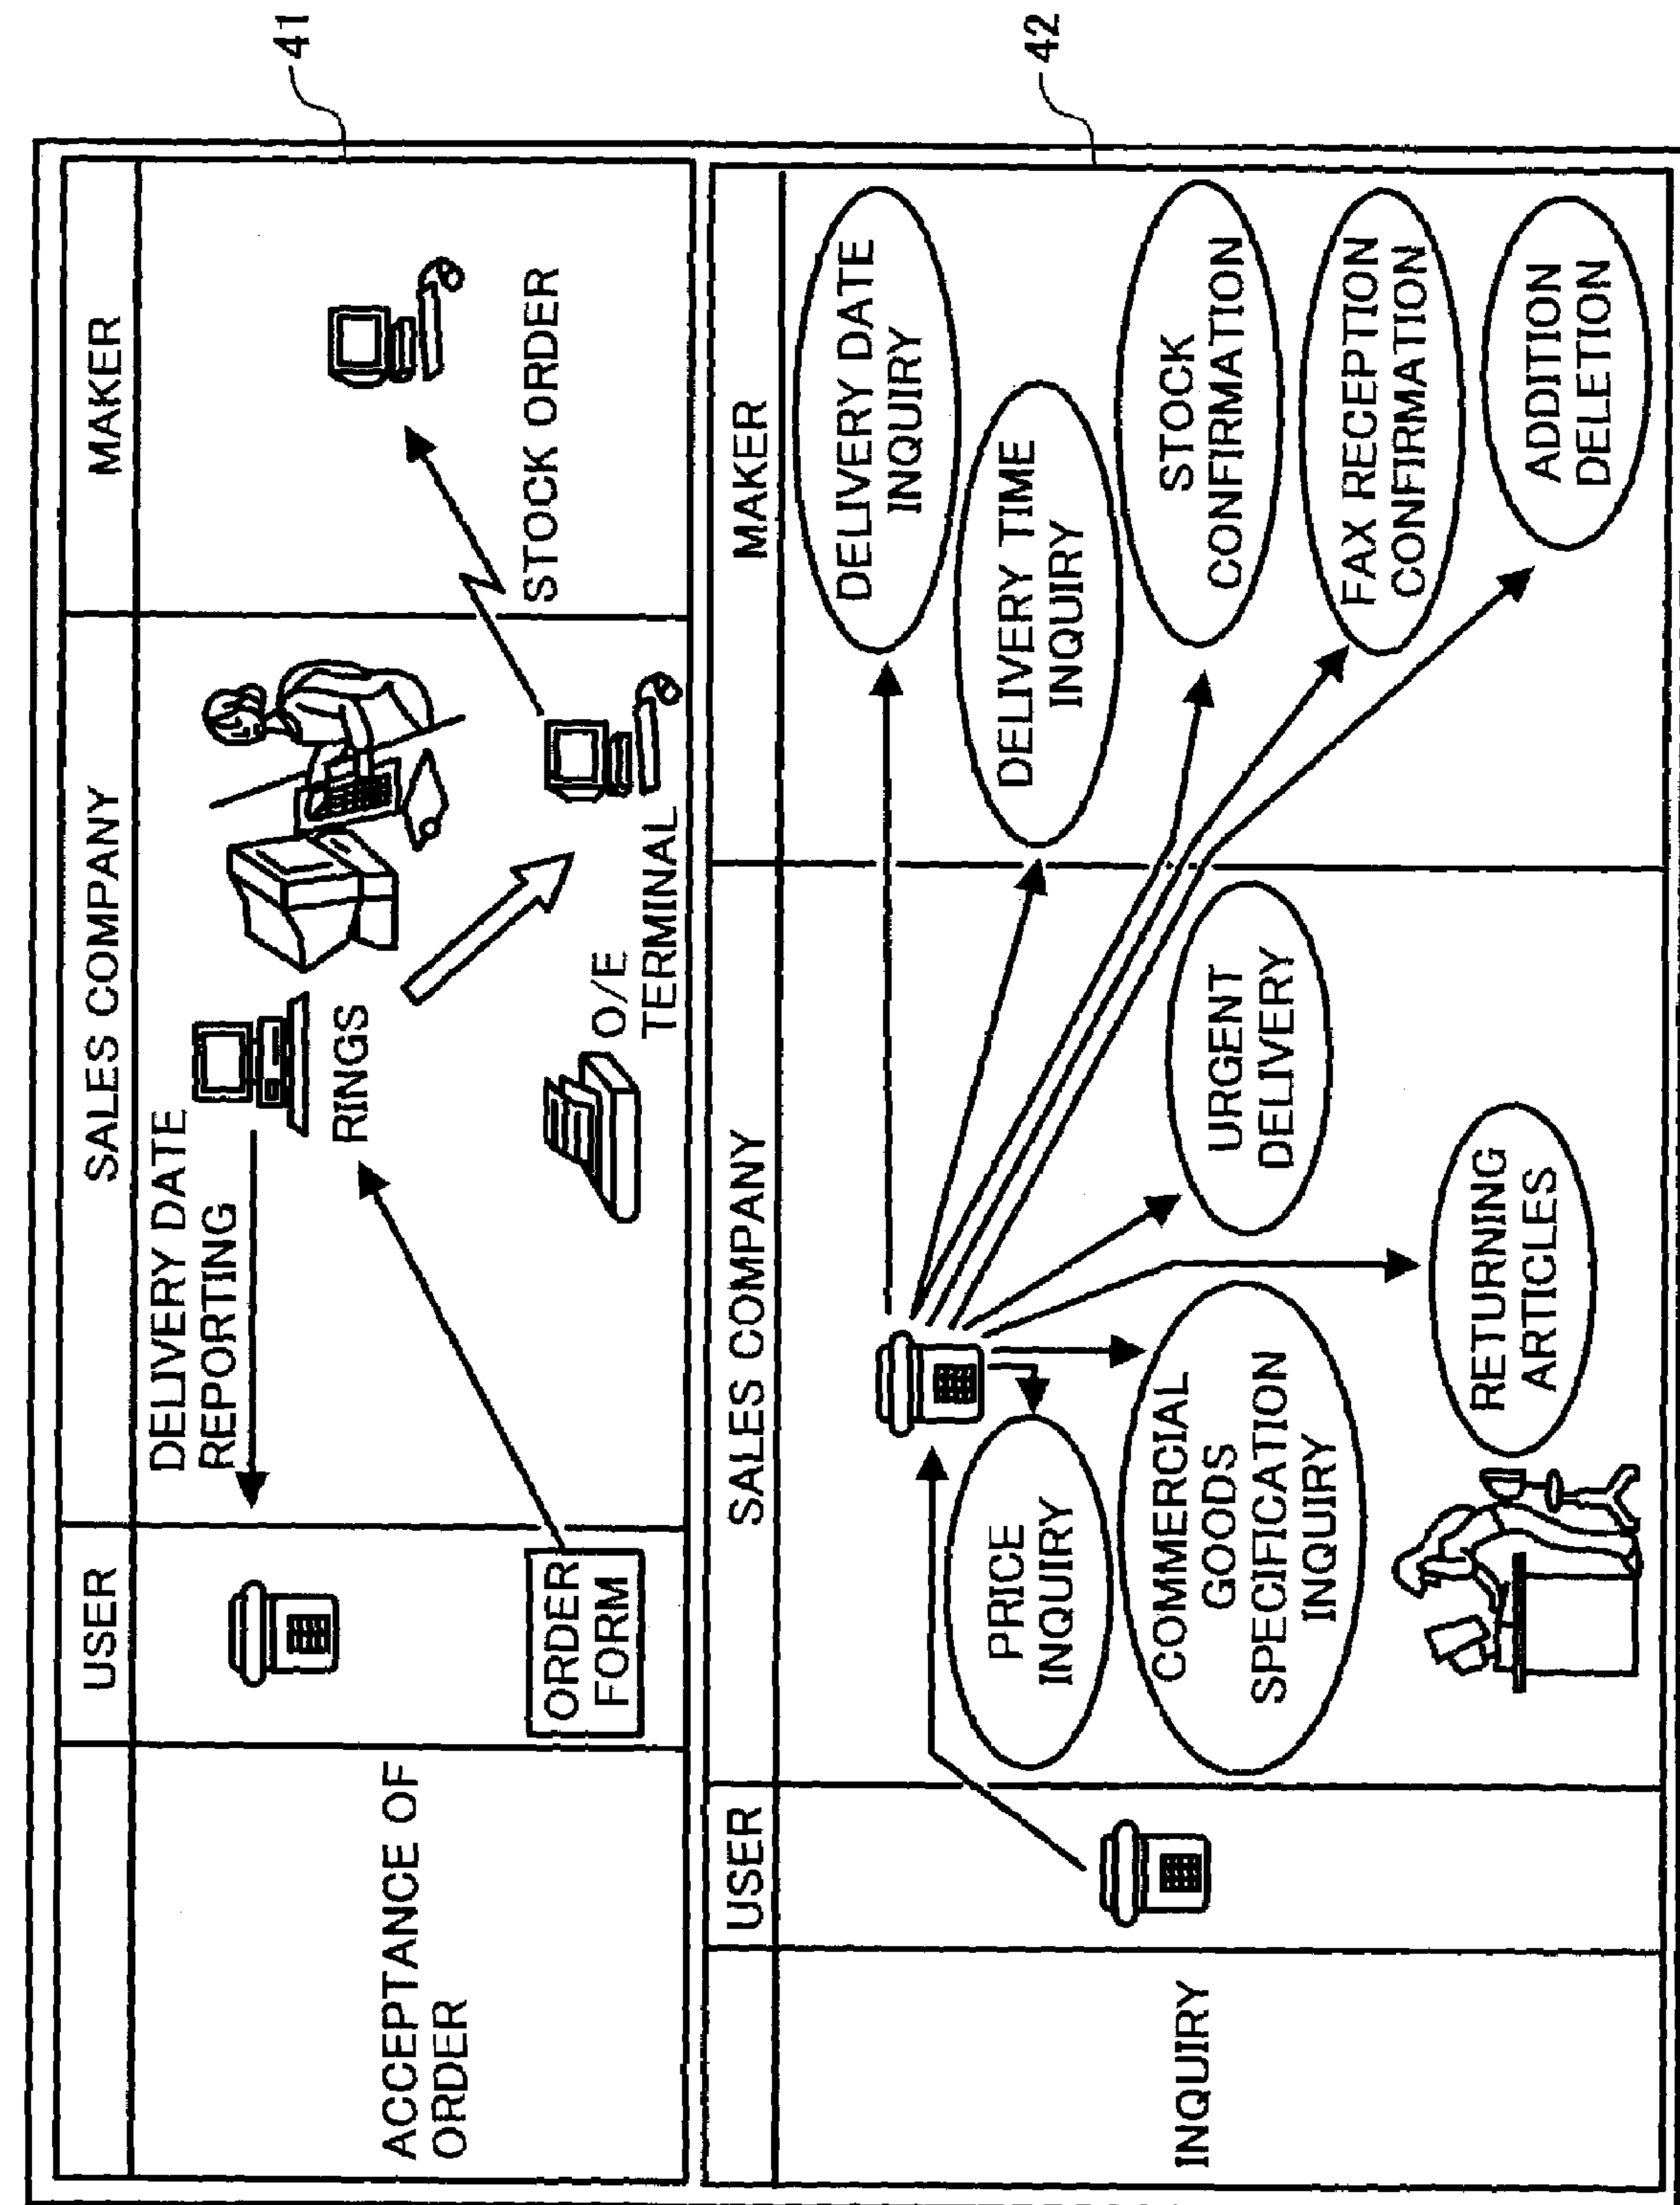 41
USER
SALES COMPANY
MAKER
ACCEPTANCE OF
ORDER
ORDER
FORM
DELIVERY DATE
REPORTING
RINGS
O/E
TERMINAL
STOCK ORDER
42
USER
SALES COMPANY
MAKER
INQUIRY
PRICE
INQUIRY
COMMERCIAL
GOODS
SPECIFICATION
INQUIRY
RETURNING
ARTICLES
URGENT
DELIVERY
DELIVERY DATE
INQUIRY
DELIVERY TIME
INQUIRY
STOCK
CONFIRMATION
FAX RECEPTION
CONFIRMATION
ADDITION
DELETION